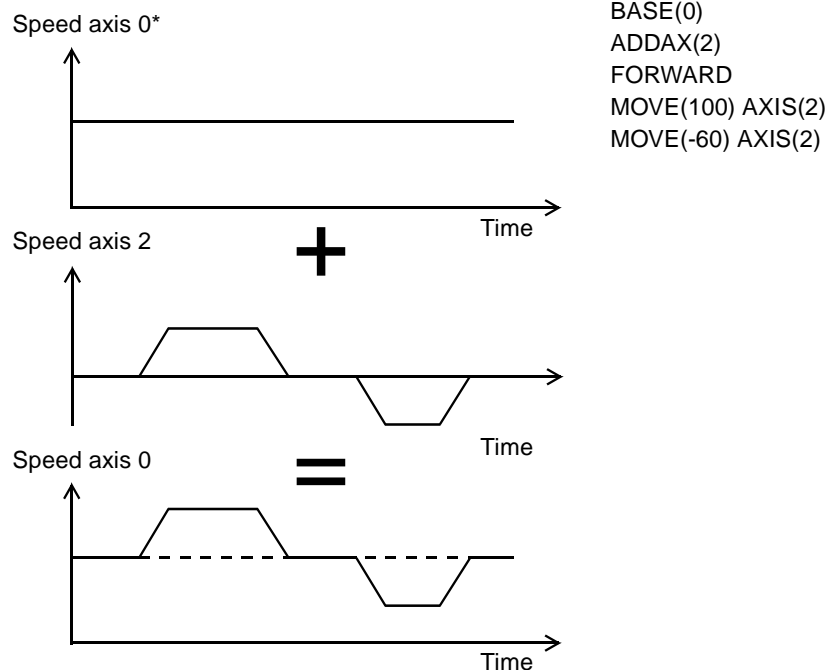 Speed axis 0*
BASE(0)
ADDAX(2)
FORWARD
MOVE(100) AXIS(2)
MOVE(-60) AXIS(2)
Time
+
Speed axis 2
Time
=
Speed axis 0
Time